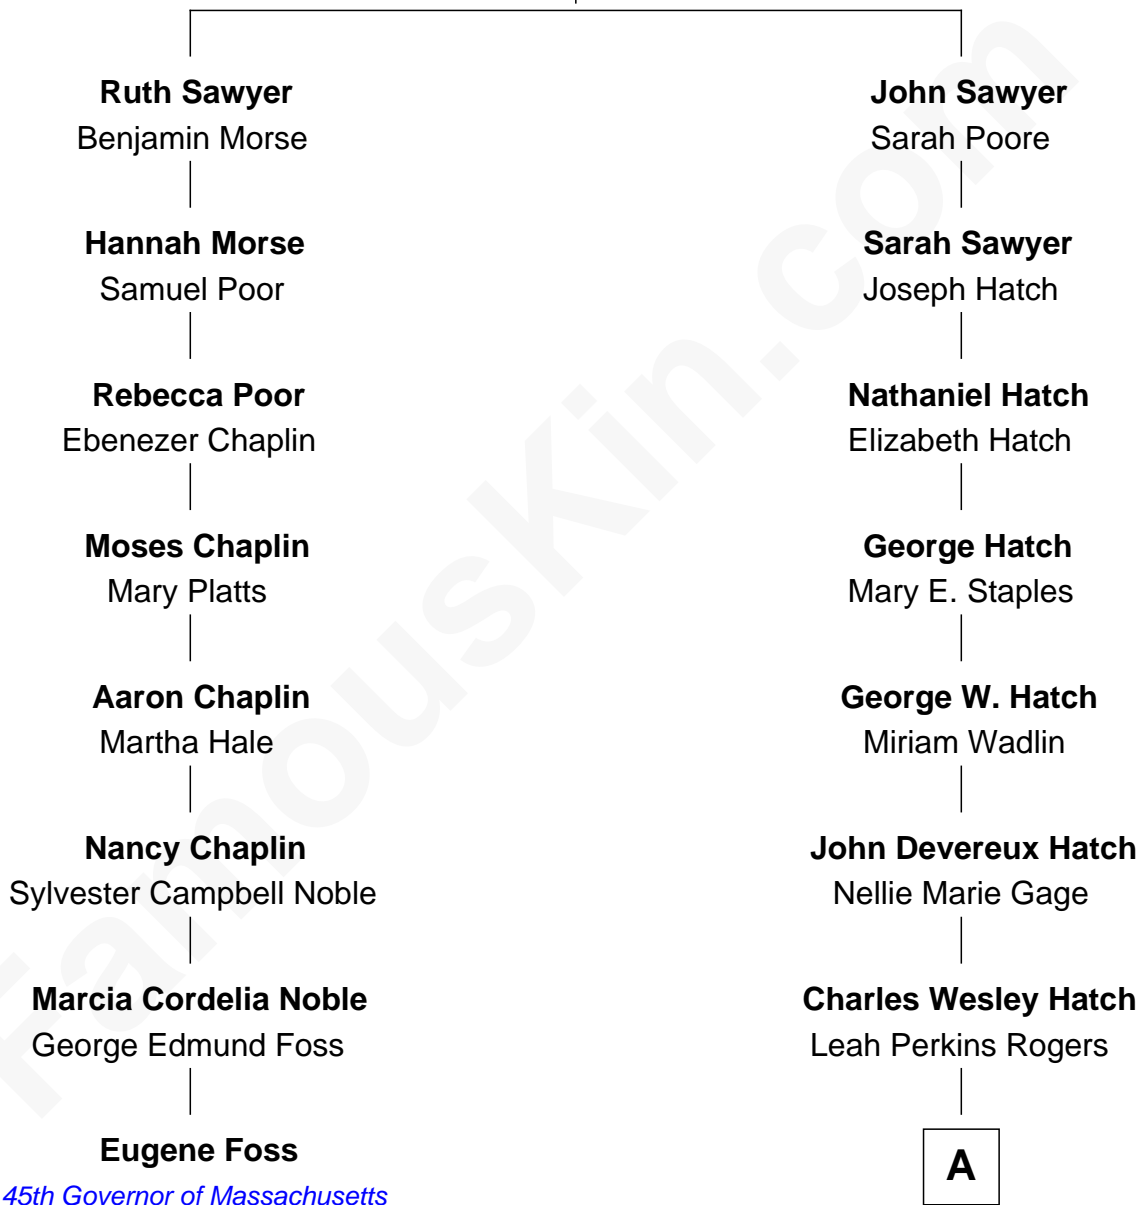 Ruth Sawyer
Benjamin Morse
Hannah Morse
Samuel Poor
Rebecca Poor
Ebenezer Chaplin
Moses Chaplin
Mary Platts
Aaron Chaplin
Martha Hale
Nancy Chaplin
Sylvester Campbell Noble
Marcia Cordelia Noble
George Edmund Foss
Eugene Foss
45th Governor of Massachusetts
John Sawyer
Sarah Poore
Sarah Sawyer
Joseph Hatch
Nathaniel Hatch
Elizabeth Hatch
George Hatch
Mary E. Staples
George W. Hatch
Miriam Wadlin
John Devereux Hatch
Nellie Marie Gage
Charles Wesley Hatch
Leah Perkins Rogers
A
FamousKin.com